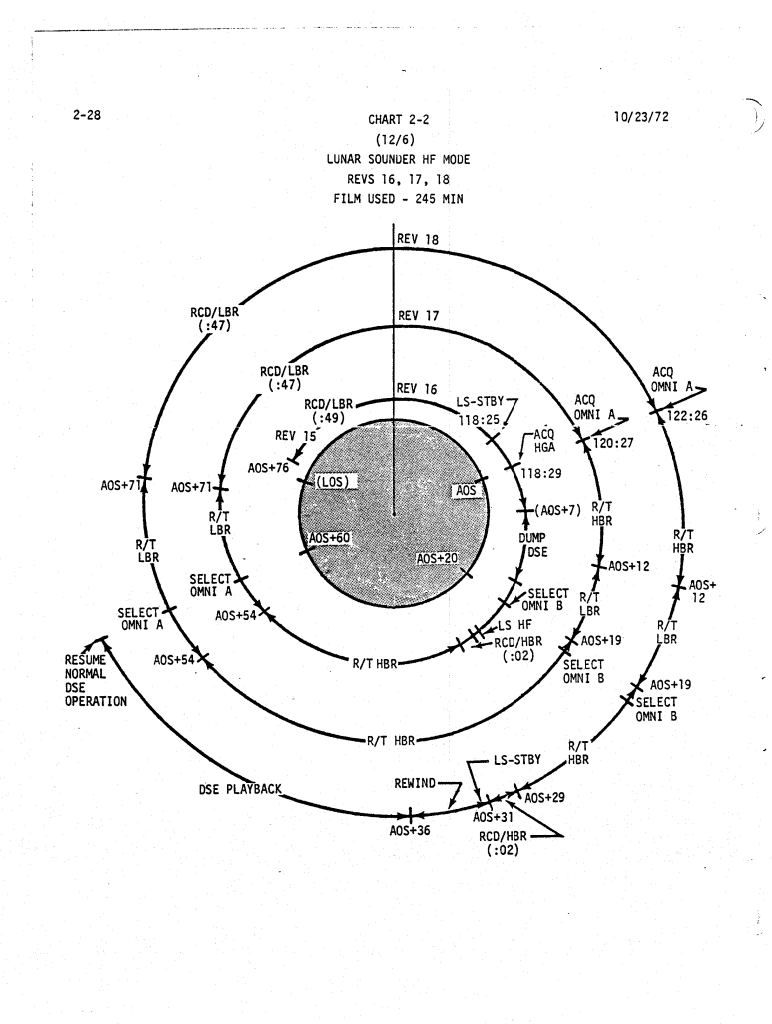 2-28
CHART 2-2
10/23/72
(12/6)
LUNAR SOUNDER HF MODE
REVS 16, 17, 18
FILM USED - 245 MIN
REV 18
RCD/LBR
(:47)
REV 17
RCD/LBR
(:47)
REV 16
RCD/LBR
(:49)
REV 15
AOS+76
LS-STBY
118:25
ACQ
HGA
118:29
ACQ
OMNI A
120:27
ACQ
OMNI A
122:26
(LOS)
AOS
AOS+71
AOS+71
(AOS+7)
R/T
LBR
R/T
LBR
AOS+60
AOS+20
DUMP
DSE
R/T
HBR
R/T
HBR
AOS+12
AOS+
12
SELECT
OMNI A
AOS+54
SELECT
OMNI B
LS HF
RCD/HBR
(:02)
R/T
LBR
R/T
LBR
SELECT
OMNI A
AOS+54
R/T HBR
AOS+19
SELECT
OMNI B
AOS+19
SELECT
OMNI B
RESUME
NORMAL
DSE
OPERATION
R/T HBR
R/T
HBR
LS-STBY
DSE PLAYBACK
REWIND
AOS+29
AOS+31
AOS+36
RCD/HBR
(:02)